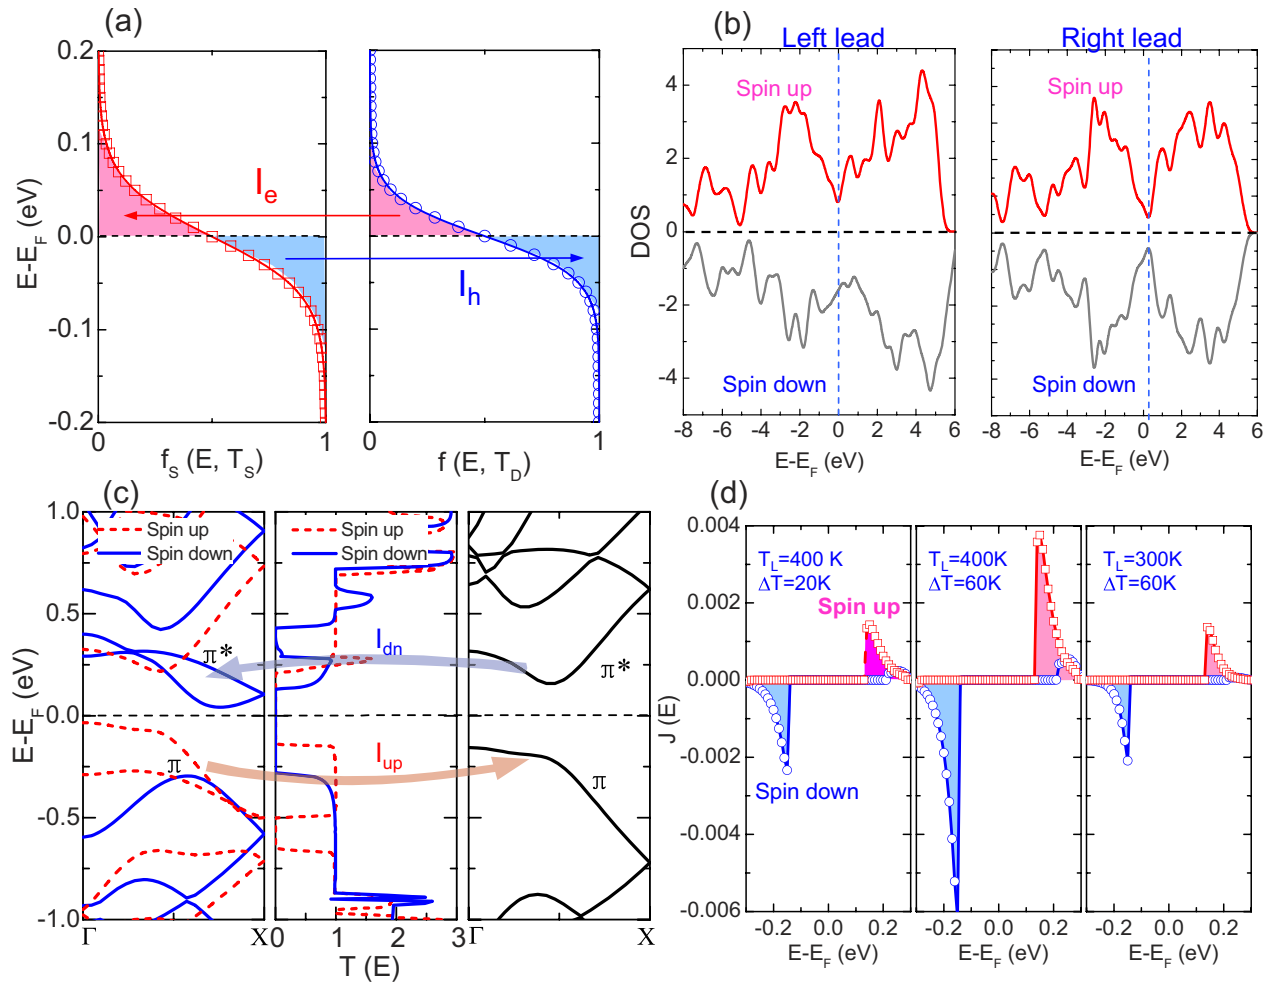 (a)
0.2
0.1
0.0
-0.1
-0.2
E-E_F (eV)
I_e
I_h
0 1
0 1
f_S (E, T_S)
f (E, T_D)
(b)
Left lead
Right lead
Spin up
Spin up
4
2
0
-2
-4
DOS
Spin down
Spin down
-8 -6 -4 -2 0 2 4 6
-8 -6 -4 -2 0 2 4 6
E-E_F (eV)
E-E_F (eV)
(c)
1.0
0.5
0.0
-0.5
-1.0
E-E_F (eV)
Spin up
Spin down
Spin up
Spin down
I_dn
π*
π*
I_up
π
π
Γ X
0 1 2 3
Γ X
T (E)
(d)
0.004
0.002
0.000
-0.002
-0.004
-0.006
J (E)
T_L=400 K
ΔT=20K
Spin up
Spin down
T_L=400K
ΔT=60K
T_L=300K
ΔT=60K
-0.2 0.0 0.2
-0.2 0.0 0.2
-0.2 0.0 0.2
E-E_F (eV)
E-E_F (eV)
E-E_F (eV)